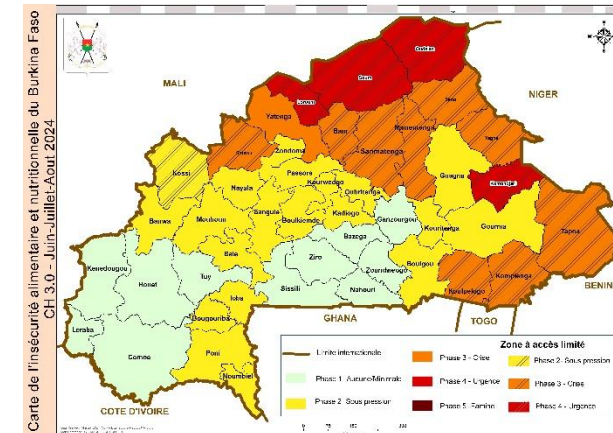 Carte de l'insécurité alimentaire et nutritionnelle du Burkina Faso
CH 3.0 - Juin-Juillet-Aout 2024
MALI
NIGER
Oudalan
Soum
Loroum
Yatenga
Bam
Seno
Namentenga
Yagha
Sourou
Sanmatenga
Zondoma
Kossi
Passore
Gnagna
Komandjari
Nayala
Kourweogo
Oubritenga
Ganzourgou
Banwa
Mouhoun
Sanguie
Boulkiemde
Kadiogo
Kouritenga
Gourma
Tapoa
Bazega
Bale
Kenedougou
Houet
Tuy
Ziro
Zoundweogo
Boulgou
Kompienga
Koulpelogo
Sissili
Nahouri
Ioba
Bougouriba
BENIN
GHANA
TOGO
Leraba
Comoe
Poni
Noumbiel
COTE D'IVOIRE
Limite internationale
Phase 1 Aucune/Minimale
Phase 2 Sous pression
Phase 3 - Crise
Phase 4 - Urgence
Phase 5 - Famine
Zone à accès limité
Phase 2- Sous pression
Phase 3 - Crise
Phase 4 - Urgence